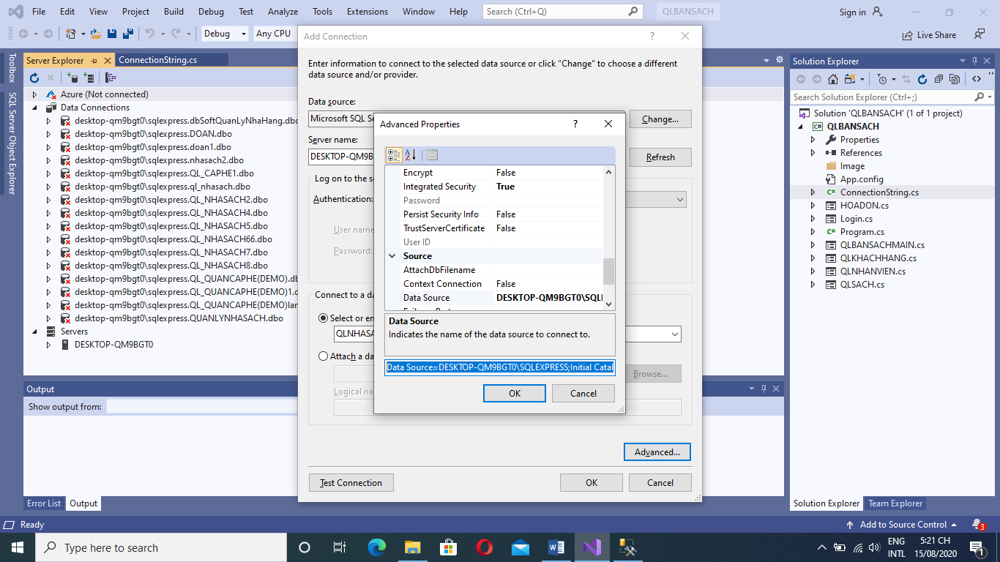 File Edit View Project Build Debug Test Analyze Tools Extensions Window Help Search (Ctrl+Q) QLBANSACH Sign in
Debug Any CPU Live Share
Toolbox
SQL Server Object Explorer
Server Explorer ConnectionString.cs
Azure (Not connected)
Data Connections
desktop-qm9bgt0\sqlexpress.dbSoftQuanLyNhaHang.dbo
desktop-qm9bgt0\sqlexpress.DOAN.dbo
desktop-qm9bgt0\sqlexpress.doan1.dbo
desktop-qm9bgt0\sqlexpress.nhasach2.dbo
desktop-qm9bgt0\sqlexpress.QL_CAPHE1.dbo
desktop-qm9bgt0\sqlexpress.ql_nhasach.dbo
desktop-qm9bgt0\sqlexpress.QL_NHASACH2.dbo
desktop-qm9bgt0\sqlexpress.QL_NHASACH4.dbo
desktop-qm9bgt0\sqlexpress.QL_NHASACH5.dbo
desktop-qm9bgt0\sqlexpress.QL_NHASACH66.dbo
desktop-qm9bgt0\sqlexpress.QL_NHASACH7.dbo
desktop-qm9bgt0\sqlexpress.QL_NHASACH8.dbo
desktop-qm9bgt0\sqlexpress.QL_QUANCAPHE(DEMO).db
desktop-qm9bgt0\sqlexpress.QL_QUANCAPHE(DEMO)1.d
desktop-qm9bgt0\sqlexpress.QL_QUANCAPHE(DEMO)lan
desktop-qm9bgt0\sqlexpress.QUANLYNHASACH.dbo
Servers
DESKTOP-QM9BGT0
Output
Show output from:
Error List Output
Add Connection ?
Enter information to connect to the selected data source or click "Change" to choose a different
data source and/or provider.
Data source:
Microsoft SQL Se
Change...
Server name:
DESKTOP-QM9B
Refresh
Log on to the se
Authentication:
User name
Password:
Connect to a da
Select or en
QLNHASA
Attach a da
Browse...
Logical na
Advanced...
Test Connection OK Cancel
Advanced Properties ?
Encrypt False
Integrated Security True
Password
Persist Security Info False
TrustServerCertificate False
User ID
Source
AttachDbFilename
Context Connection False
Data Source DESKTOP-QM9BGT0\SQLI
Data Source
Indicates the name of the data source to connect to.
Data Source=DESKTOP-QM9BGT0\SQLEXPRESS;Initial Catal
OK Cancel
Solution Explorer
Search Solution Explorer (Ctrl+;)
Solution 'QLBANSACH' (1 of 1 project)
C# QLBANSACH
Properties
References
Image
App.config
C# ConnectionString.cs
HOADON.cs
Login.cs
C# Program.cs
QLBANSACHMAIN.cs
QLKHACHHANG.cs
QLNHANVIEN.cs
QLSACH.cs
Solution Explorer Team Explorer
Ready Add to Source Control 3
Type here to search
ENG
INTL
5:21 CH
15/08/2020
1